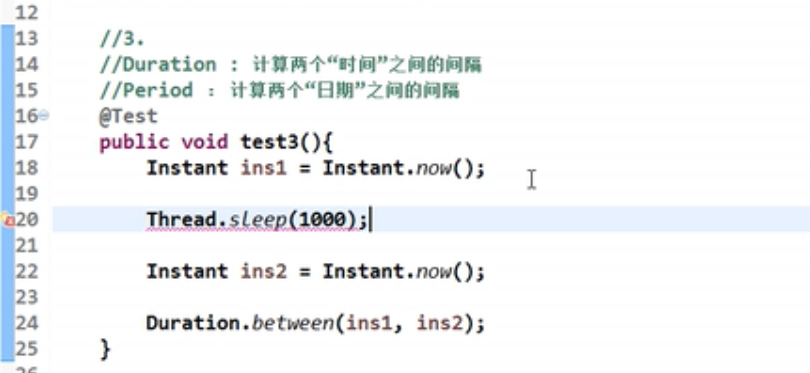 12
13 //3.
14 //Duration : 计算两个“时间”之间的间隔
15 //Period : 计算两个“日期”之间的间隔
16 @Test
17 public void test3(){
18 Instant ins1 = Instant.now();
19
20 Thread.sleep(1000);
21
22 Instant ins2 = Instant.now();
23
24 Duration.between(ins1, ins2);
25 }
26